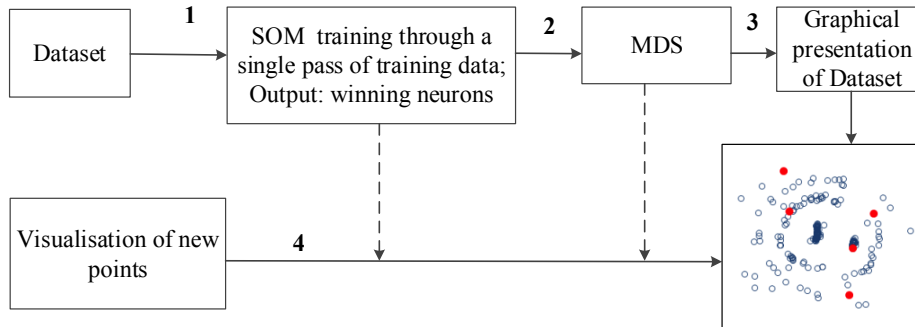 1
2
3
Dataset
SOM training through a
single pass of training data;
Output: winning neurons
MDS
Graphical
presentation
of Dataset
Visualisation of new
points
4